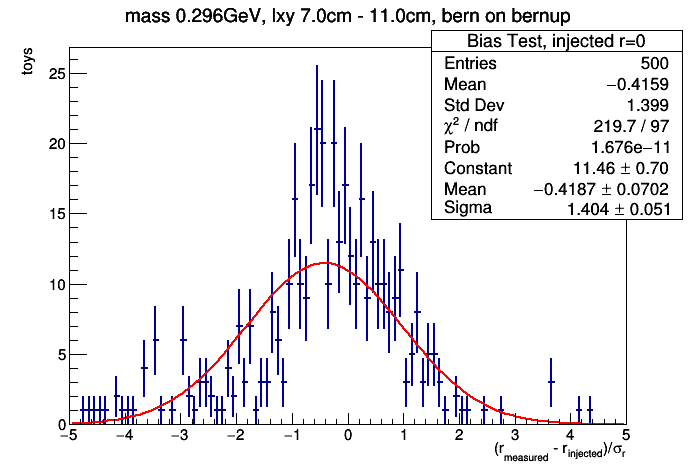 mass 0.296GeV, lxy 7.0cm - 11.0cm, bern on bernup
Bias Test, injected r=0
Entries 500
Mean −0.4159
Std Dev 1.399
χ² / ndf 219.7 / 97
Prob 1.676e−11
Constant 11.46 ± 0.70
Mean −0.4187 ± 0.0702
Sigma 1.404 ± 0.051
toys
25
20
15
10
5
0
−5 −4 −3 −2 −1 0 1 2 3 4 5
(r_measured - r_injected)/σ_r